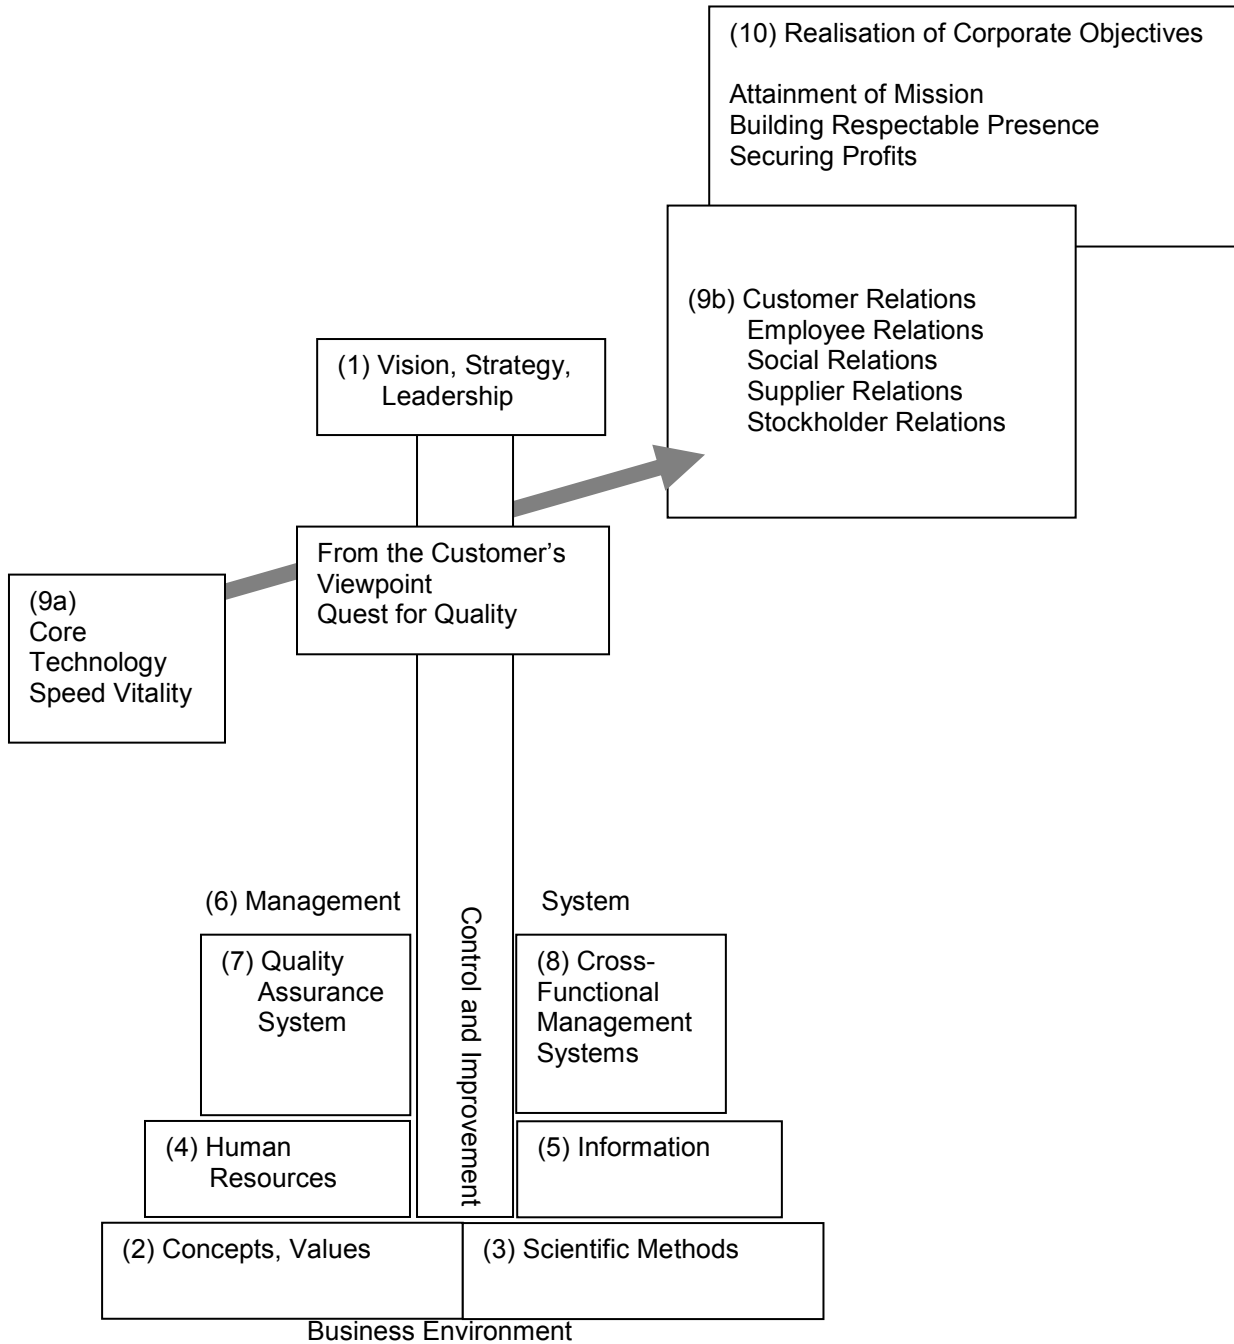 (10) Realisation of Corporate Objectives
Attainment of Mission
Building Respectable Presence
Securing Profits
(9b) Customer Relations
Employee Relations
Social Relations
Supplier Relations
Stockholder Relations
(1) Vision, Strategy,
Leadership
From the Customer’s
Viewpoint
Quest for Quality
(9a)
Core
Technology
Speed Vitality
(6) Management System
Control and Improvement
(7) Quality
Assurance
System
(8) Cross-
Functional
Management
Systems
(4) Human
Resources
(5) Information
(2) Concepts, Values
(3) Scientific Methods
Business Environment